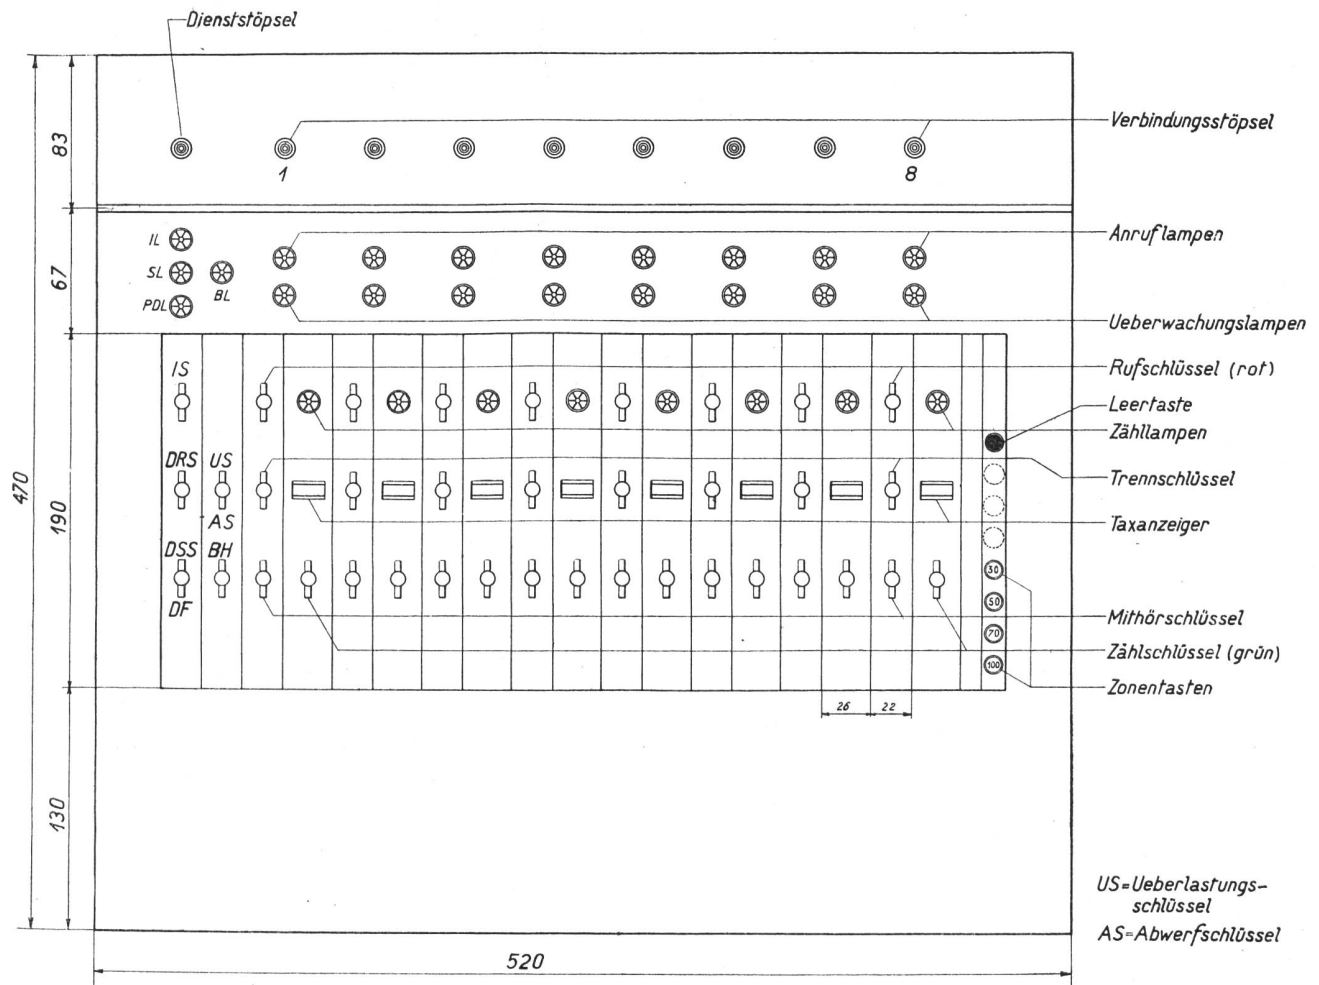 Dienststöpsel
83
Verbindungsstöpsel
1
8
IL
Anruflampen
67
SL
BL
PDL
Ueberwachungslampen
IS
Rufschlüssel (rot)
Leertaste
Zähllampen
470
190
DRS
US
Trennschlüssel
AS
Taxanzeiger
DSS
BH
30
DF
50
Mithörschlüssel
70
Zählschlüssel (grün)
100
Zonentasten
26
22
130
US=Ueberlastungs-
schlüssel
AS=Abwerfschlüssel
520